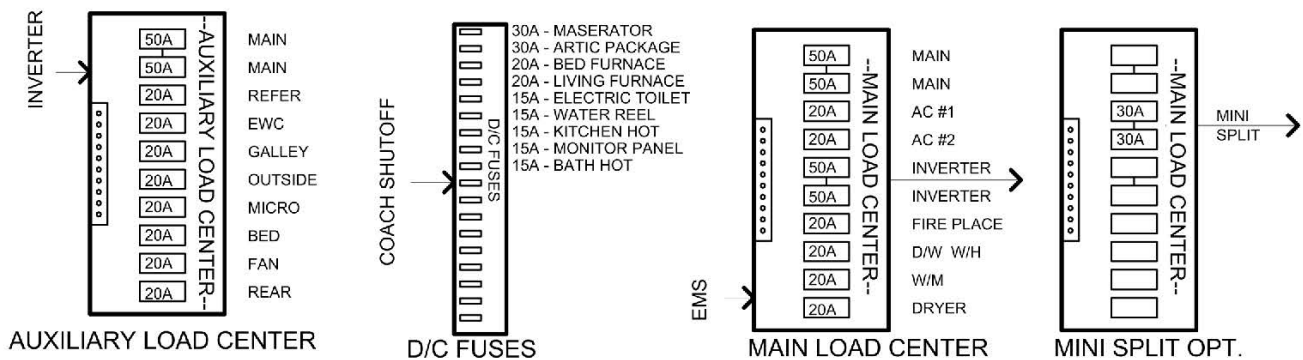 INVERTER
50A MAIN
50A MAIN
20A REFER
20A EWC
20A GALLEY
20A OUTSIDE
20A MICRO
20A BED
20A FAN
20A REAR
--AUXILIARY LOAD CENTER--
AUXILIARY LOAD CENTER
COACH SHUTOFF
30A - MASERATOR
30A - ARTIC PACKAGE
20A - BED FURNACE
20A - LIVING FURNACE
15A - ELECTRIC TOILET
15A - WATER REEL
15A - KITCHEN HOT
15A - MONITOR PANEL
15A - BATH HOT
D/C FUSES
D/C FUSES
EMS
50A MAIN
50A MAIN
20A AC #1
20A AC #2
50A INVERTER
50A INVERTER
20A FIRE PLACE
20A D/W W/H
20A W/M
20A DRYER
--MAIN LOAD CENTER--
MAIN LOAD CENTER
30A
30A
--MAIN LOAD CENTER--
MINI
SPLIT
MINI SPLIT OPT.